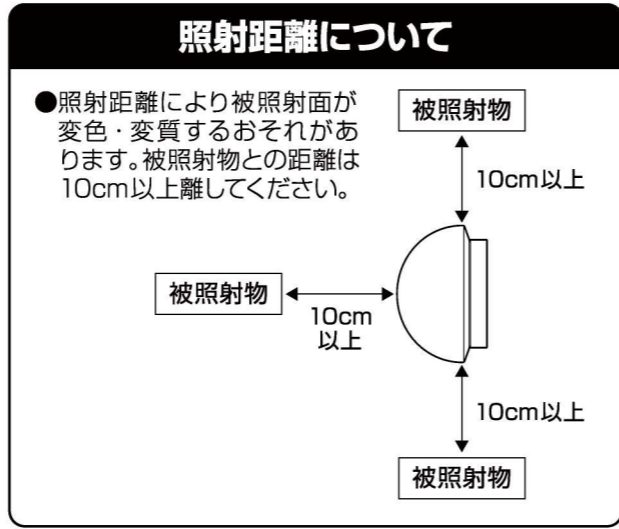 照射距離について
●照射距離により被照射面が
変色・変質するおそれがあ
ります。被照射物との距離は
10cm以上離してください。
被照射物
10cm以上
被照射物
10cm
以上
10cm以上
被照射物